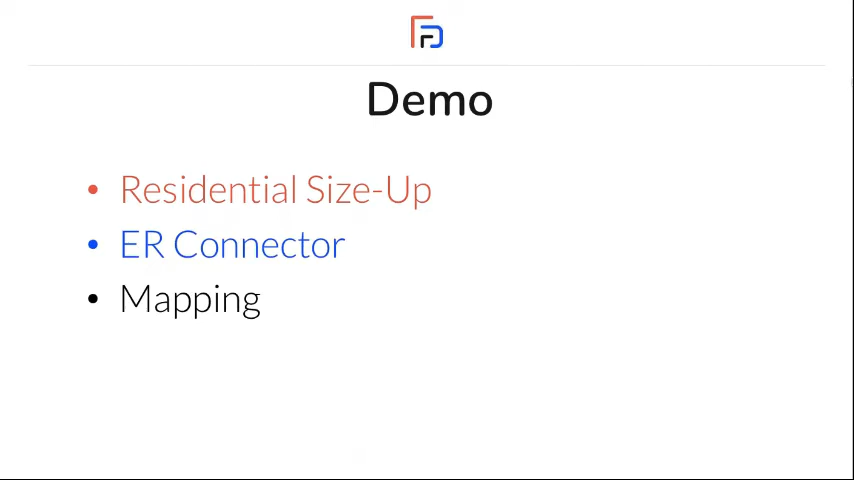 Demo
• Residential Size-Up
• ER Connector
• Mapping